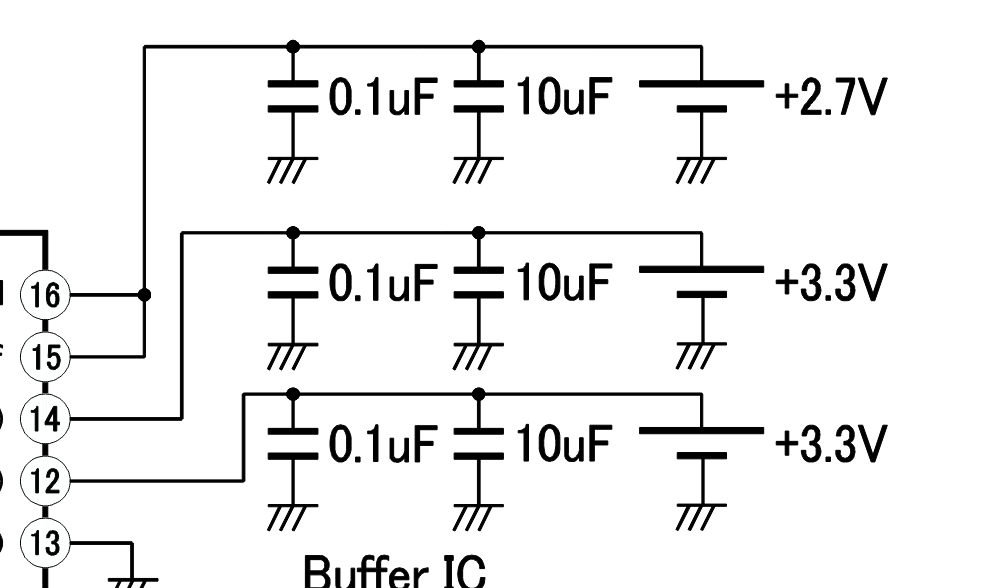 0.1uF 10uF +2.7V
16
0.1uF 10uF +3.3V
15
14
0.1uF 10uF +3.3V
12
13
Buffer IC